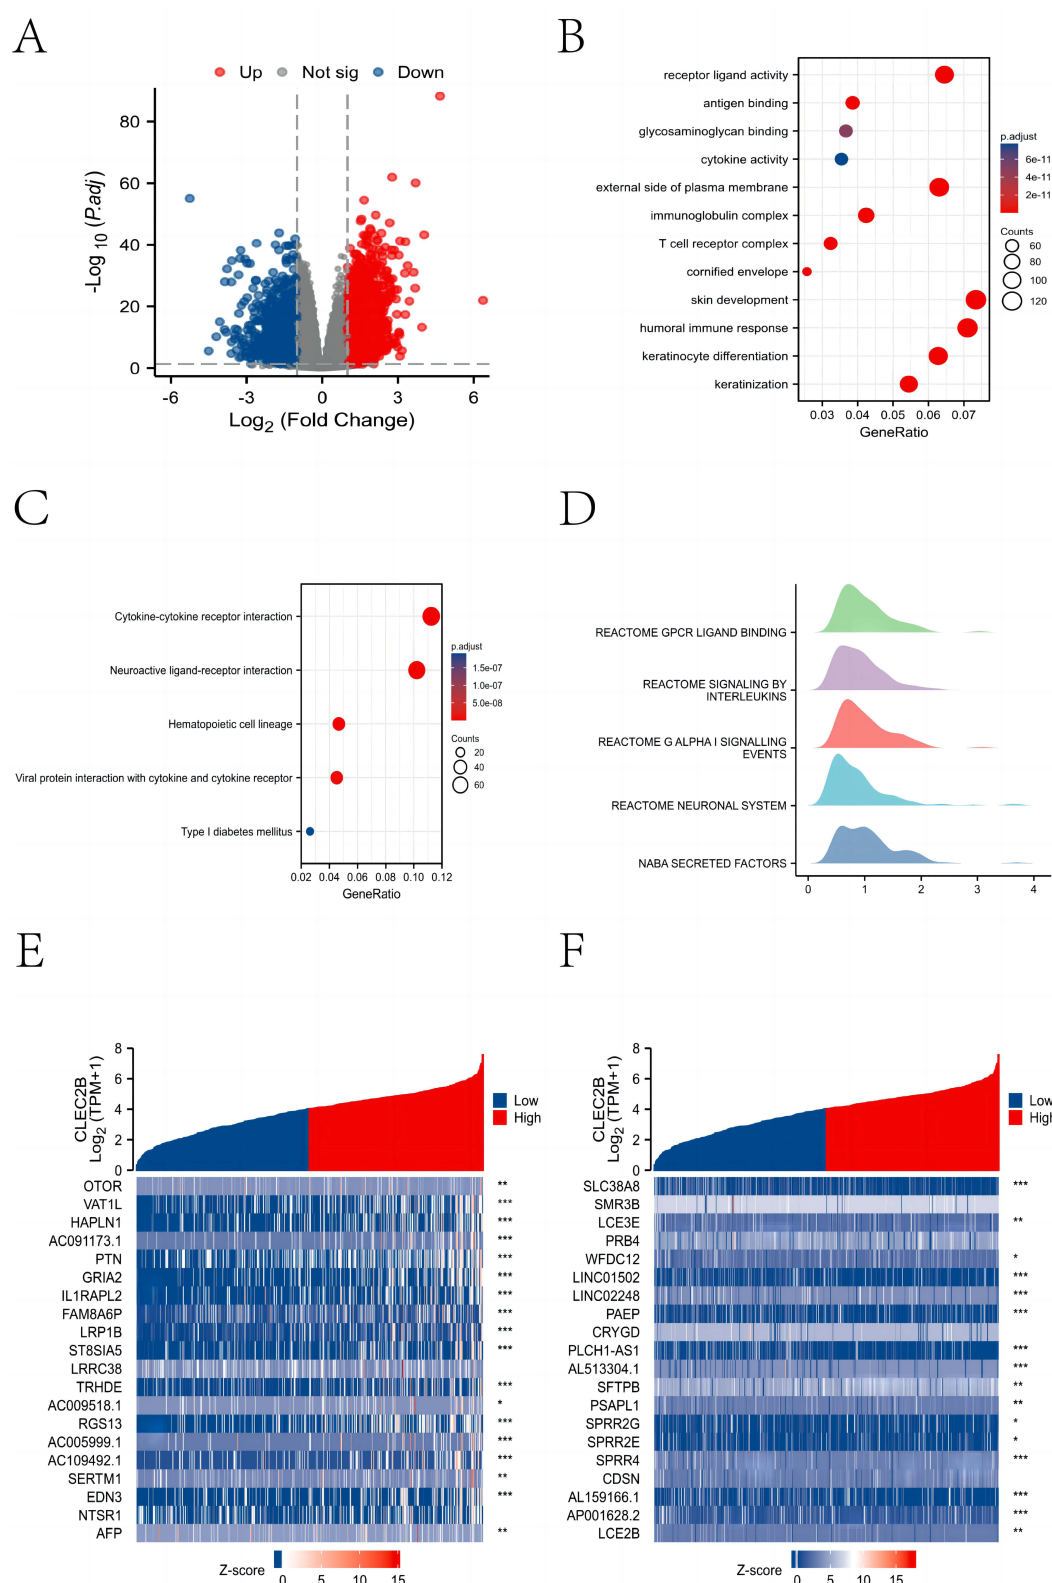 A
Up Not sig Down
-Log10 (P.adj)
80
60
40
20
0
-6 -3 0 3 6
Log2 (Fold Change)
B
receptor ligand activity
antigen binding
glycosaminoglycan binding
cytokine activity
external side of plasma membrane
immunoglobulin complex
T cell receptor complex
cornified envelope
skin development
humoral immune response
keratinocyte differentiation
keratinization
0.03 0.04 0.05 0.06 0.07
GeneRatio
p.adjust
6e-11
4e-11
2e-11
Counts
60
80
100
120
C
Cytokine-cytokine receptor interaction
Neuroactive ligand-receptor interaction
Hematopoietic cell lineage
Viral protein interaction with cytokine and cytokine receptor
Type I diabetes mellitus
0.02 0.04 0.06 0.08 0.10 0.12
GeneRatio
p.adjust
1.5e-07
1.0e-07
5.0e-08
Counts
20
40
60
D
REACTOME GPCR LIGAND BINDING
REACTOME SIGNALING BY
INTERLEUKINS
REACTOME G ALPHA I SIGNALLING
EVENTS
REACTOME NEURONAL SYSTEM
NABA SECRETED FACTORS
0 1 2 3 4
E
CLEC2B
Log2 (TPM+1)
8
6
4
2
0
Low
High
OTOR **
VAT1L ***
HAPLN1 ***
AC091173.1 ***
PTN ***
GRIA2 ***
IL1RAPL2 ***
FAM8A6P ***
LRP1B ***
ST8SIA5 ***
LRRC38
TRHDE ***
AC009518.1 *
RGS13 ***
AC005999.1 ***
AC109492.1 ***
SERTM1 **
EDN3 ***
NTSR1
AFP **
Z-score
0 5 10 15
F
CLEC2B
Log2 (TPM+1)
8
6
4
2
0
Low
High
SLC38A8 ***
SMR3B
LCE3E **
PRB4
WFDC12 *
LINC01502 ***
LINC02248 ***
PAEP ***
CRYGD
PLCH1-AS1 ***
AL513304.1 ***
SFTPB **
PSAPL1 **
SPRR2G *
SPRR2E *
SPRR4 ***
CDSN
AL159166.1 ***
AP001628.2 ***
LCE2B **
Z-score
0 5 10 15